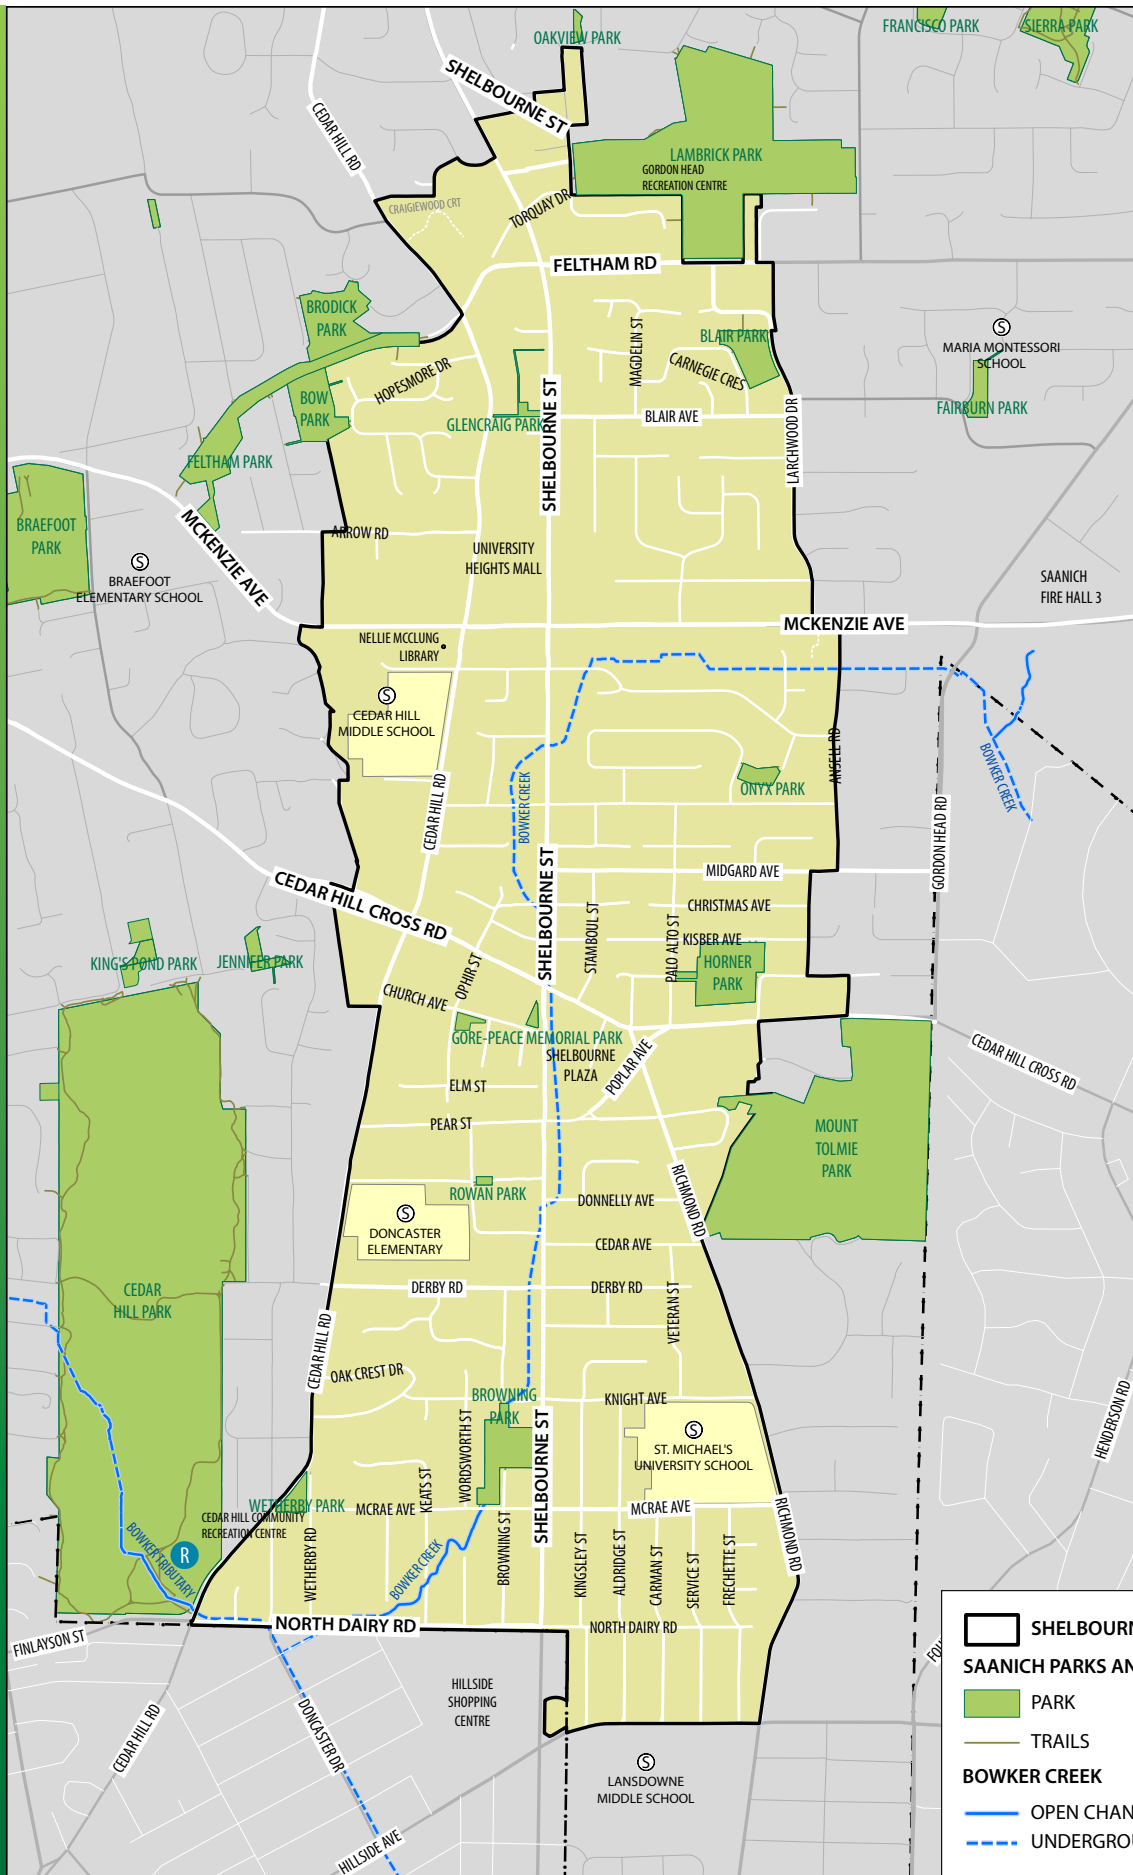 OAKVIEW PARK
FRANCISCO PARK
SIERRA PARK
SHELBOURNE ST
CEDAR HILL RD
LAMBRICK PARK
GORDON HEAD
RECREATION CENTRE
CRAIGIEWOOD CRT
TORQUAY DR
FELTHAM RD
BRODICK
PARK
MAGDELIN ST
BLAIR PARK
MARIA MONTESSORI
SCHOOL
S
HOPESMORE DR
CARNEGIE CRES
BOW
PARK
FAIRBURN PARK
GLENCRAIG PARK
SHELBOURNE ST
BLAIR AVE
LARCHWOOD DR
FELTHAM PARK
BRAEFOOT
PARK
MCKENZIE AVE
ARROW RD
UNIVERSITY
HEIGHTS MALL
S
BRAEFOOT
ELEMENTARY SCHOOL
SAANICH
FIRE HALL 3
MCKENZIE AVE
NELLIE MCCLUNG
LIBRARY
S
CEDAR HILL
MIDDLE SCHOOL
ANSELL RD
BOWKER CREEK
BOWKER CREEK
ONYX PARK
CEDAR HILL RD
GORDON HEAD RD
SHELBOURNE ST
MIDGARD AVE
CEDAR HILL CROSS RD
CHRISTMAS AVE
STAMBOUL ST
PALO ALTO ST
KISBER AVE
HORNER
PARK
KING'S POND PARK
JENNIFER PARK
OPHIR ST
CHURCH AVE
GORE-PEACE MEMORIAL PARK
SHELBOURNE
PLAZA
POPLAR AVE
CEDAR HILL CROSS RD
ELM ST
PEAR ST
MOUNT
TOLMIE
PARK
RICHMOND RD
ROWAN PARK
DONNELLY AVE
S
DONCASTER
ELEMENTARY
CEDAR AVE
CEDAR
HILL PARK
DERBY RD
DERBY RD
VETERAN ST
CEDAR HILL RD
OAK CREST DR
BROWNING
PARK
KNIGHT AVE
HENDERSON RD
WORDSWORTH ST
SHELBOURNE ST
S
ST. MICHAEL'S
UNIVERSITY SCHOOL
KEATS ST
WETHERBY PARK
MCRAE AVE
MCRAE AVE
CEDAR HILL COMMUNITY
RECREATION CENTRE
RICHMOND RD
BOWKER TRIBUTARY
R
WETHERBY RD
BOWKER CREEK
BROWNING ST
KINGSLEY ST
ALDRIDGE ST
CARMAN ST
SERVICE ST
FRECHETTE ST
NORTH DAIRY RD
NORTH DAIRY RD
FINLAYSON ST
HILLSIDE
SHOPPING
CENTRE
CEDAR HILL RD
DONCASTER DR
S
LANSDOWNE
MIDDLE SCHOOL
HILLSIDE AVE
FOU
SHELBOURN
SAANICH PARKS AN
PARK
TRAILS
BOWKER CREEK
OPEN CHAN
UNDERGROU